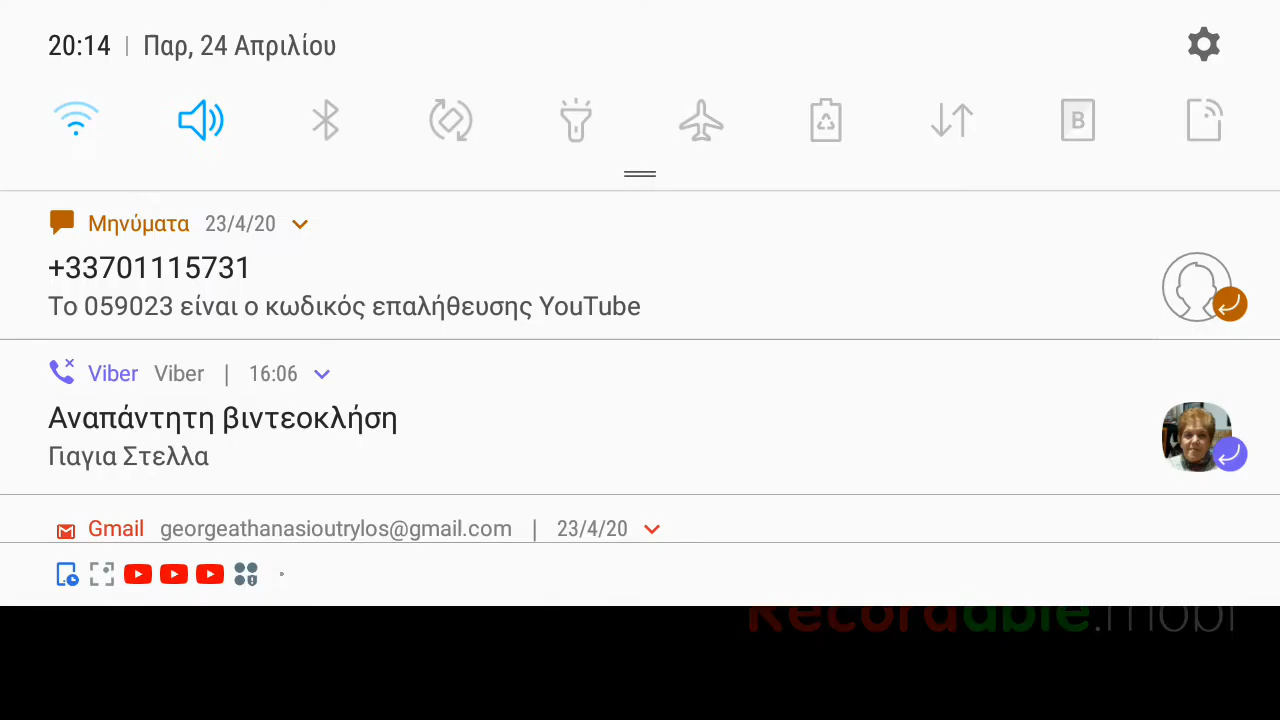 20:14 | Παρ, 24 Απριλίου
B
Μηνύματα 23/4/20
+33701115731
Το 059023 είναι ο κωδικός επαλήθευσης YouTube
Viber Viber | 16:06
Αναπάντητη βιντεοκλήση
Γιαγια Στελλα
Gmail georgeathanasioutrylos@gmail.com | 23/4/20
Recordable.mobi